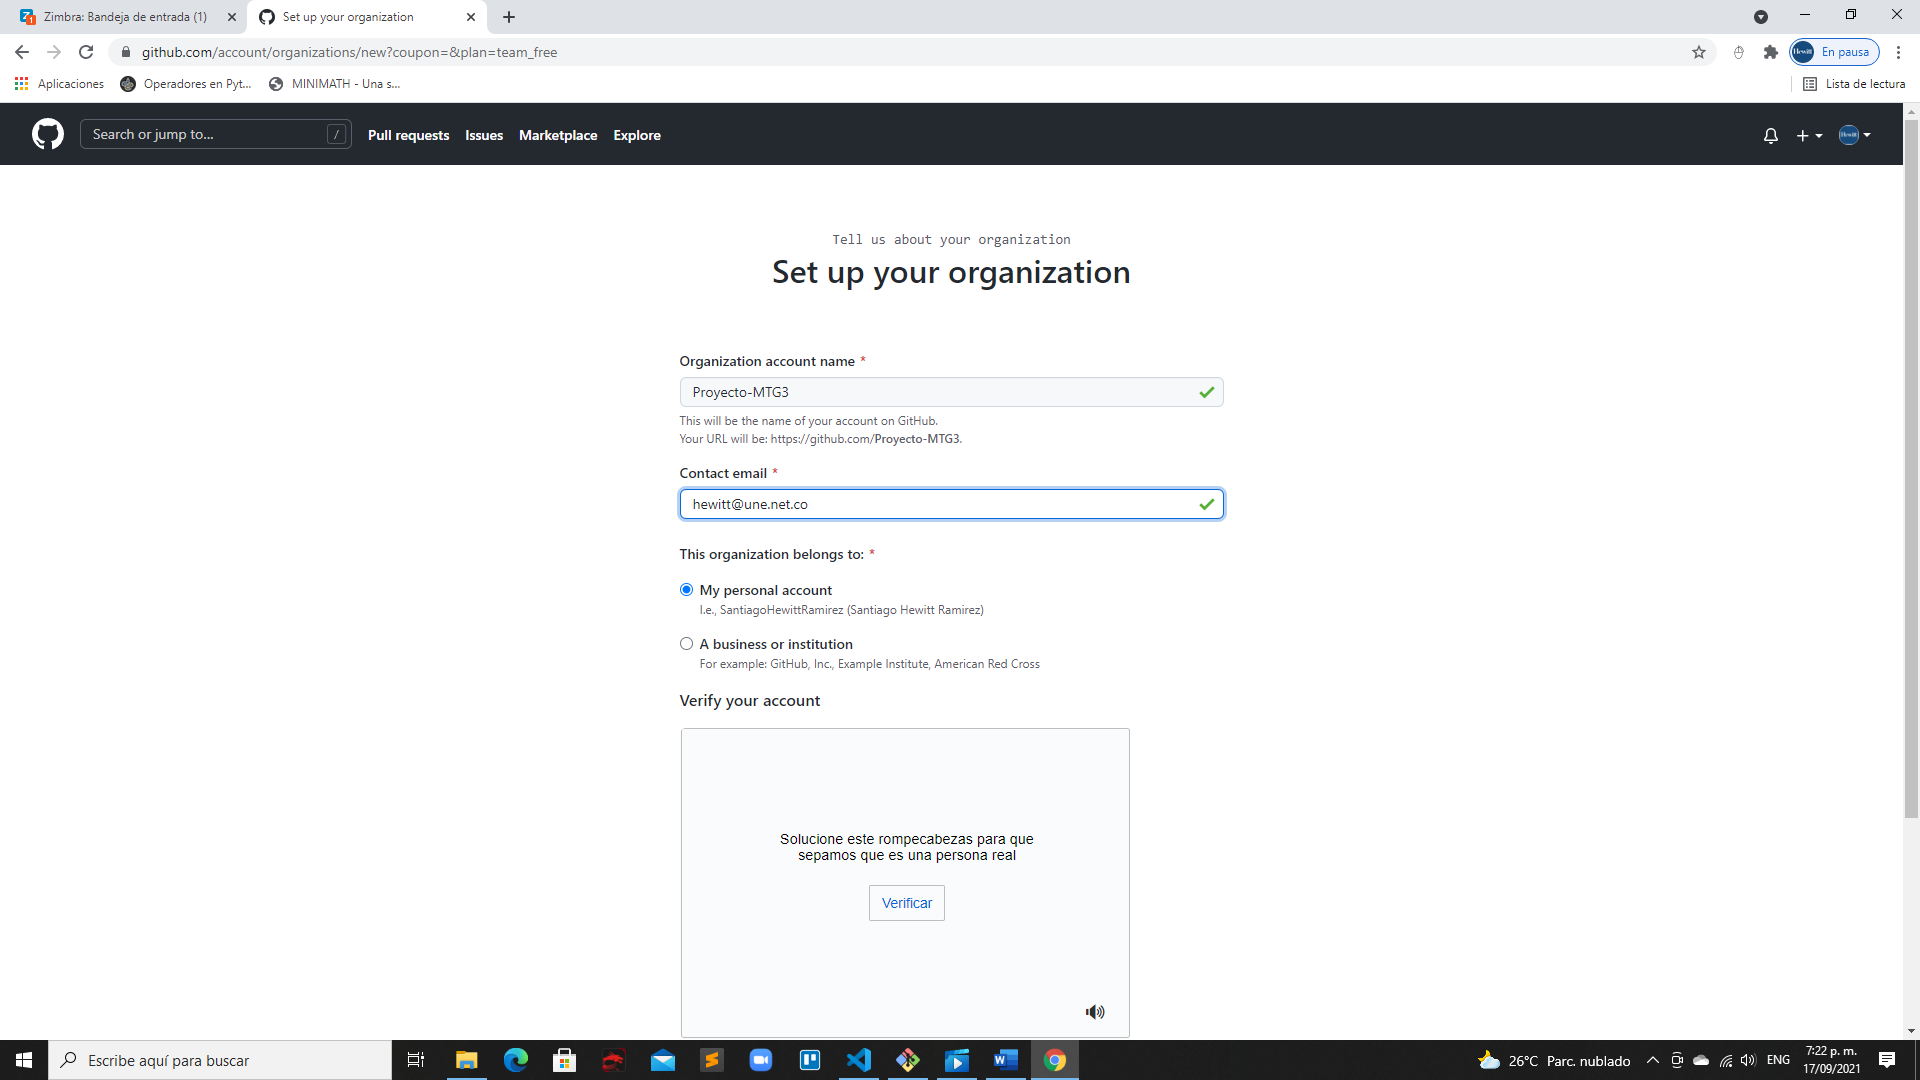 Zimbra: Bandeja de entrada (1)
Set up your organization
github.com/account/organizations/new?coupon=&plan=team_free
Hewitt
En pausa
Aplicaciones
Operadores en Pyt...
MINIMATH - Una s...
Lista de lectura
Search or jump to...
/
Pull requests
Issues
Marketplace
Explore
Hewitt
Tell us about your organization
Set up your organization
Organization account name *
Proyecto-MTG3
This will be the name of your account on GitHub.
Your URL will be: https://github.com/Proyecto-MTG3.
Contact email *
hewitt@une.net.co
This organization belongs to: *
My personal account
I.e., SantiagoHewittRamirez (Santiago Hewitt Ramirez)
A business or institution
For example: GitHub, Inc., Example Institute, American Red Cross
Verify your account
Solucione este rompecabezas para que
sepamos que es una persona real
Verificar
Escribe aquí para buscar
26°C Parc. nublado
ENG
7:22 p. m.
17/09/2021